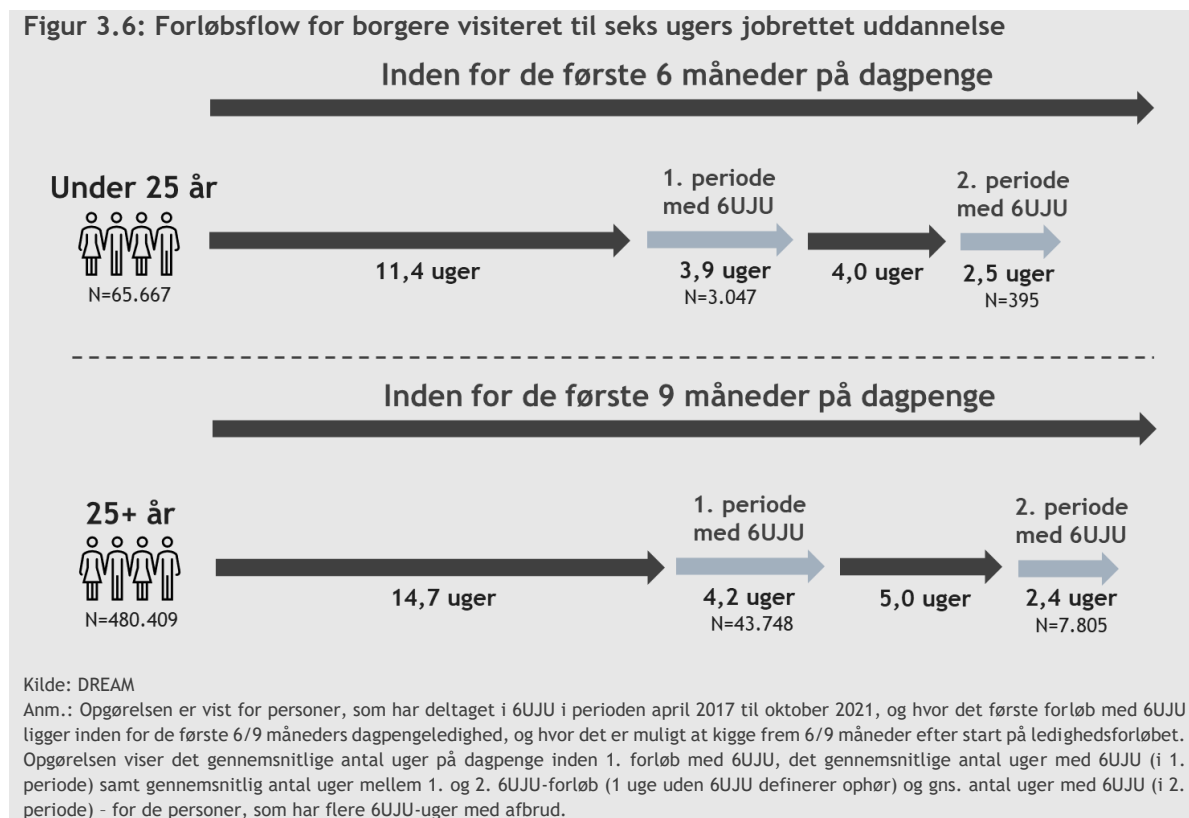 Figur 3.6: Forløbsflow for borgere visiteret til seks ugers jobrettet uddannelse
Inden for de første 6 måneder på dagpenge
Under 25 år
N=65.667
11,4 uger
1. periode
med 6UJU
3,9 uger
N=3.047
4,0 uger
2. periode
med 6UJU
2,5 uger
N=395
Inden for de første 9 måneder på dagpenge
25+ år
N=480.409
14,7 uger
1. periode
med 6UJU
4,2 uger
N=43.748
5,0 uger
2. periode
med 6UJU
2,4 uger
N=7.805
Kilde: DREAM
Anm.: Opgørelsen er vist for personer, som har deltaget i 6UJU i perioden april 2017 til oktober 2021, og hvor det første forløb med 6UJU
ligger inden for de første 6/9 måneders dagpengeledighed, og hvor det er muligt at kigge frem 6/9 måneder efter start på ledighedsforløbet.
Opgørelsen viser det gennemsnitlige antal uger på dagpenge inden 1. forløb med 6UJU, det gennemsnitlige antal uger med 6UJU (i 1.
periode) samt gennemsnitlig antal uger mellem 1. og 2. 6UJU-forløb (1 uge uden 6UJU definerer ophør) og gns. antal uger med 6UJU (i 2.
periode) – for de personer, som har flere 6UJU-uger med afbrud.